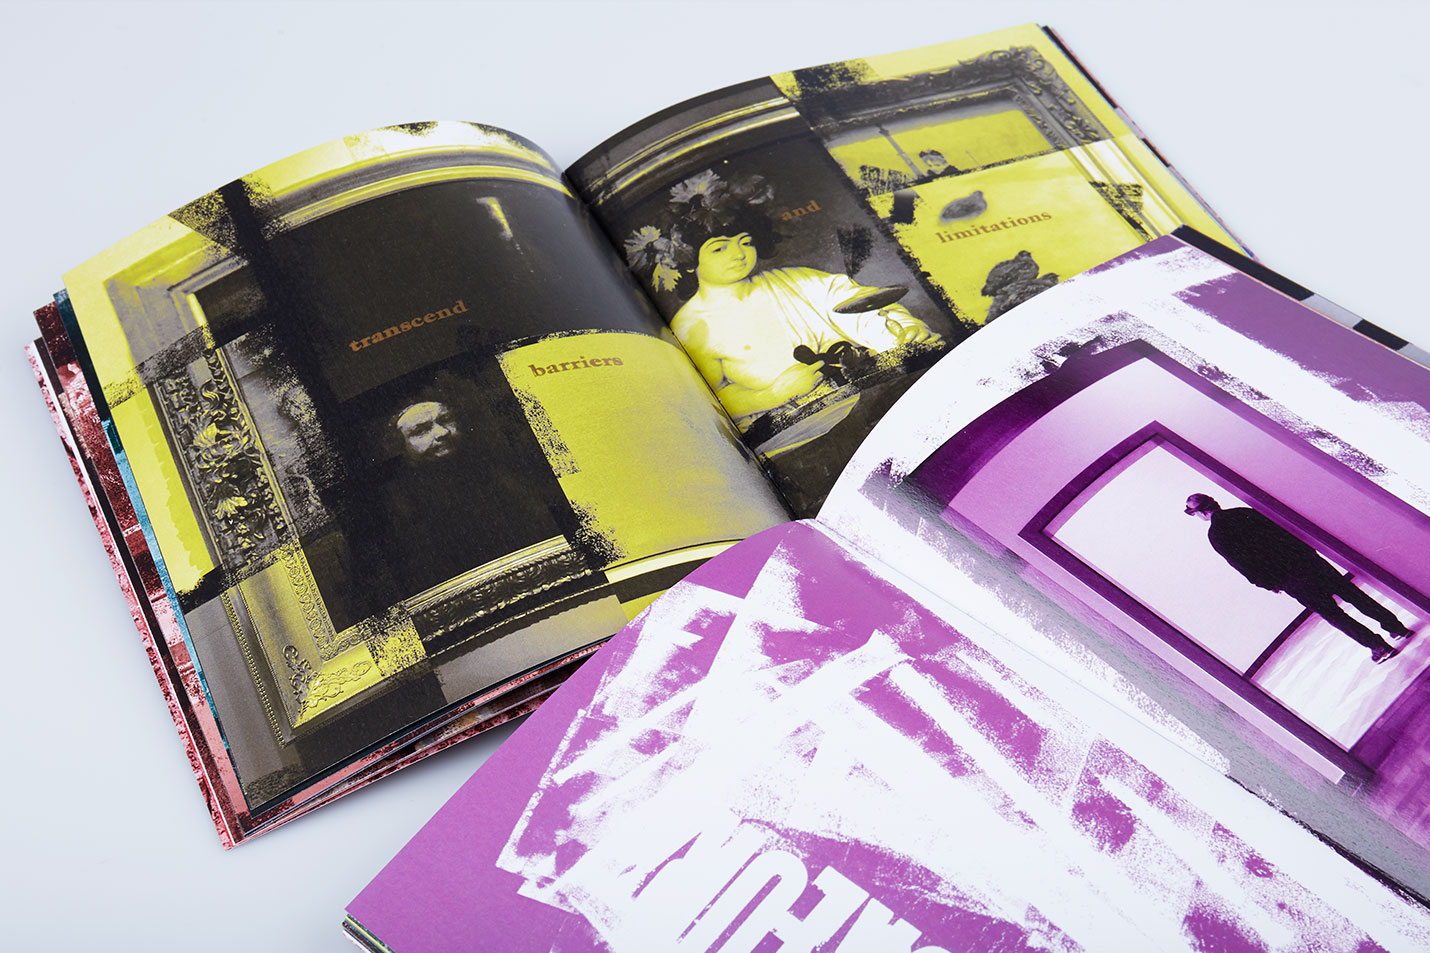 transcend
barriers
and
limitations